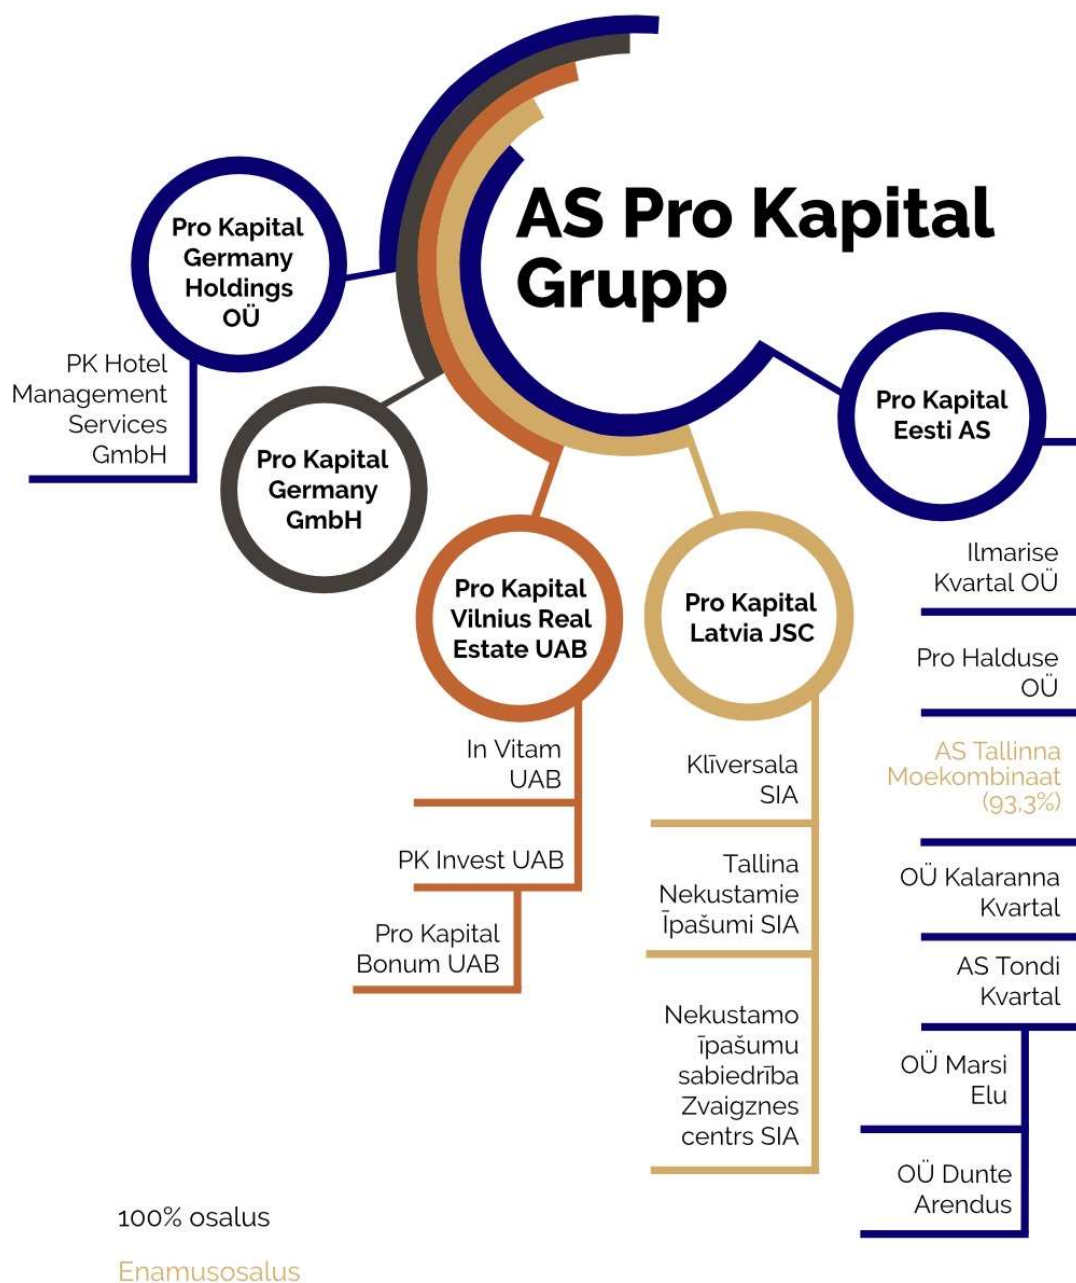 AS Pro Kapital
Grupp
Pro Kapital
Germany
Holdings
OÜ
PK Hotel
Management
Services
GmbH
Pro Kapital
Germany
GmbH
Pro Kapital
Vilnius Real
Estate UAB
In Vitam
UAB
PK Invest UAB
Pro Kapital
Bonum UAB
Pro Kapital
Latvia JSC
Klīversala
SIA
Tallina
Nekustamie
Īpašumi SIA
Nekustamo
īpašumu
sabiedrība
Zvaigznes
centrs SIA
Pro Kapital
Eesti AS
Ilmarise
Kvartal OÜ
Pro Halduse
OÜ
AS Tallinna
Moekombinaat
(93,3%)
OÜ Kalaranna
Kvartal
AS Tondi
Kvartal
OÜ Marsi
Elu
OÜ Dunte
Arendus
100% osalus
Enamusosalus